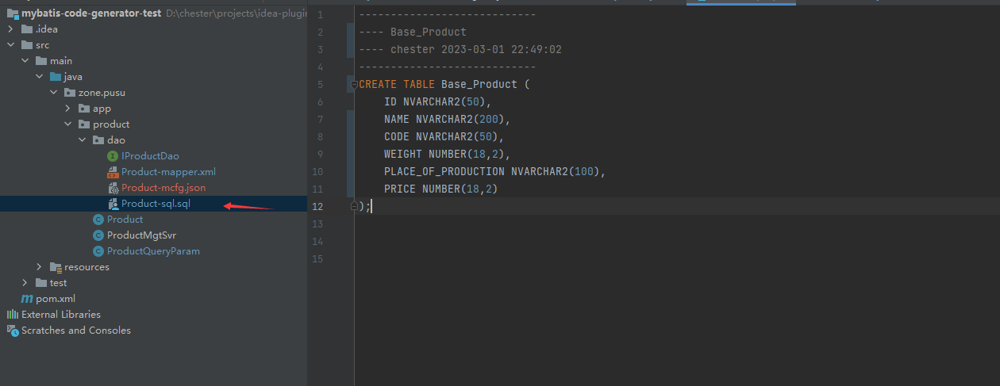 mybatis-code-generator-test D:\chester\projects\idea-plugin
.idea
src
main
java
zone.pusu
app
product
dao
IProductDao
Product-mapper.xml
Product-mcfg.json
Product-sql.sql
Product
ProductMgtSvr
ProductQueryParam
resources
test
pom.xml
External Libraries
Scratches and Consoles
1 ----------------------------
2 ---- Base_Product
3 ---- chester 2023-03-01 22:49:02
4 ----------------------------
5 CREATE TABLE Base_Product (
6 ID NVARCHAR2(50),
7 NAME NVARCHAR2(200),
8 CODE NVARCHAR2(50),
9 WEIGHT NUMBER(18,2),
10 PLACE_OF_PRODUCTION NVARCHAR2(100),
11 PRICE NUMBER(18,2)
12 );
13
14
15